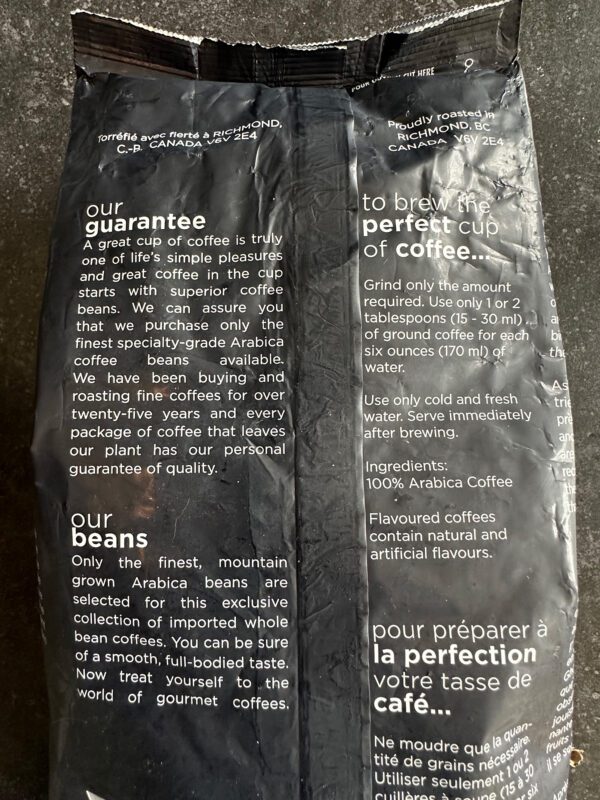 CUT HERE
Torréfié avec fierté à RICHMOND,
C.-B. CANADA V6V 2E4
our
guarantee
A great cup of coffee is truly
one of life's simple pleasures
and great coffee in the cup
starts with superior coffee
beans. We can assure you
that we purchase only the
finest specialty-grade Arabica
coffee beans available.
We have been buying and
roasting fine coffees for over
twenty-five years and every
package of coffee that leaves
our plant has our personal
guarantee of quality.
our
beans
Only the finest, mountain
grown Arabica beans are
selected for this exclusive
collection of imported whole
bean coffees. You can be sure
of a smooth, full-bodied taste.
Now treat yourself to the
world of gourmet coffees.
Proudly roasted in
RICHMOND, BC
CANADA V6V 2E4
to brew the
perfect cup
of coffee...
Grind only the amount
required. Use only 1 or 2
tablespoons (15 - 30 ml)
of ground coffee for each
six ounces (170 ml) of
water.
Use only cold and fresh
water. Serve immediately
after brewing.
Ingredients:
100% Arabica Coffee
Flavoured coffees
contain natural and
artificial flavours.
pour préparer à
la perfection
votre tasse de
café...
Ne moudre que la quan-
tité de grains nécessaire.
Utiliser seulement 1 ou 2
cuillères à soupe (15 à 30